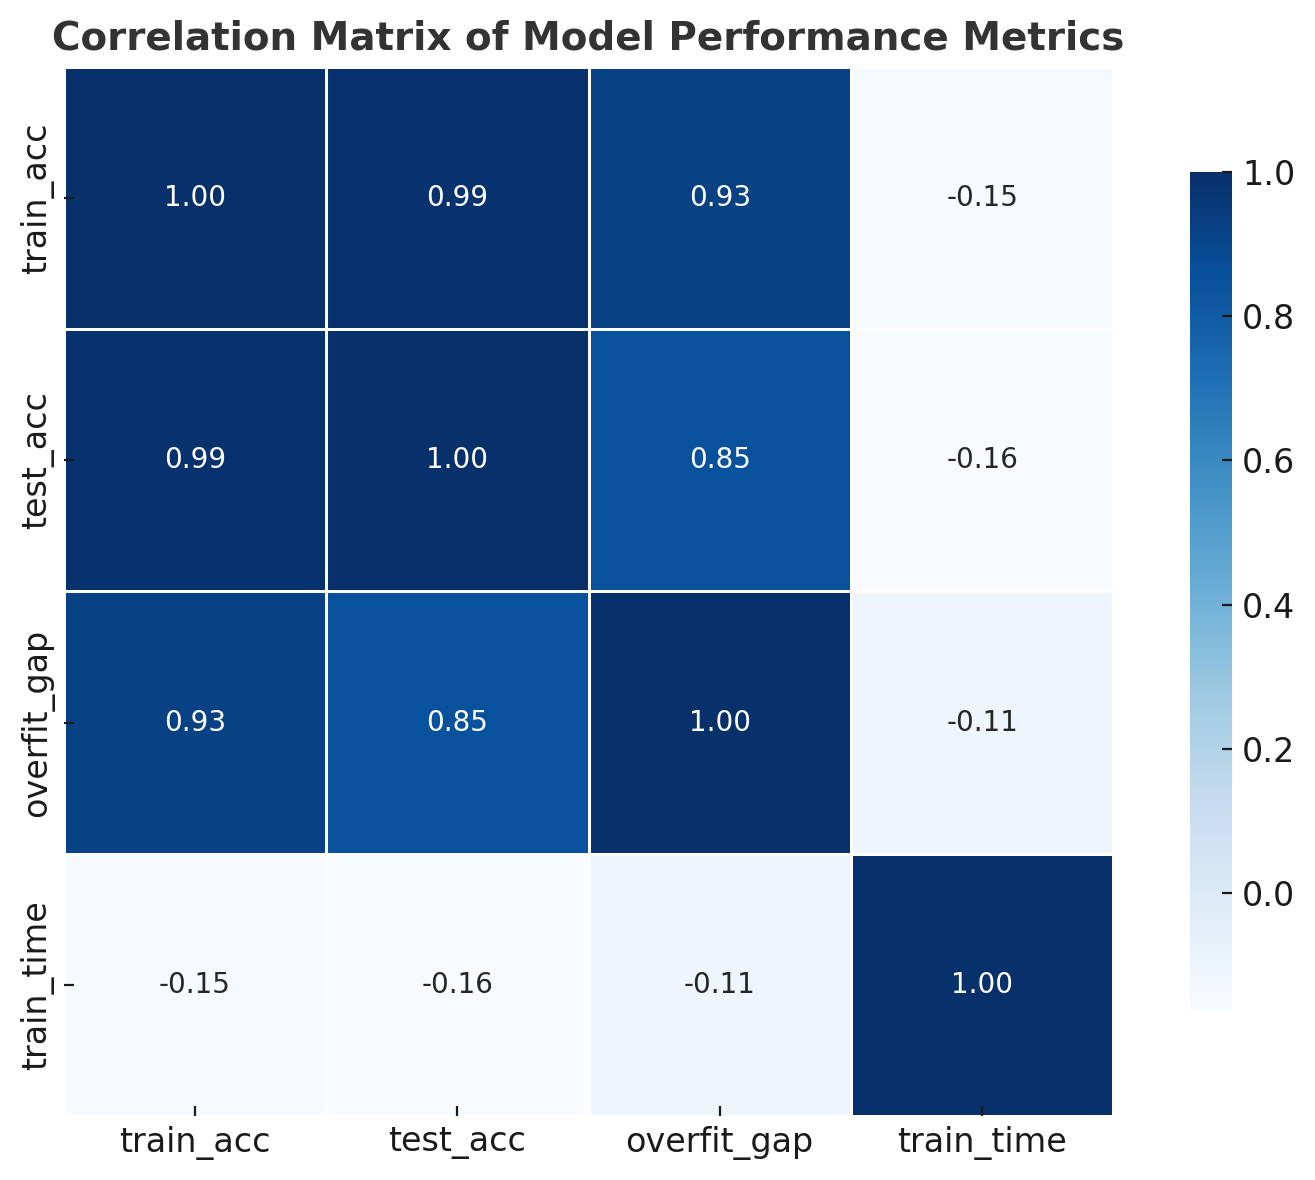 Correlation Matrix of Model Performance Metrics
train_acc
1.00 0.99 0.93 -0.15
test_acc
0.99 1.00 0.85 -0.16
overfit_gap
0.93 0.85 1.00 -0.11
train_time
-0.15 -0.16 -0.11 1.00
train_acc test_acc overfit_gap train_time
1.0
0.8
0.6
0.4
0.2
0.0